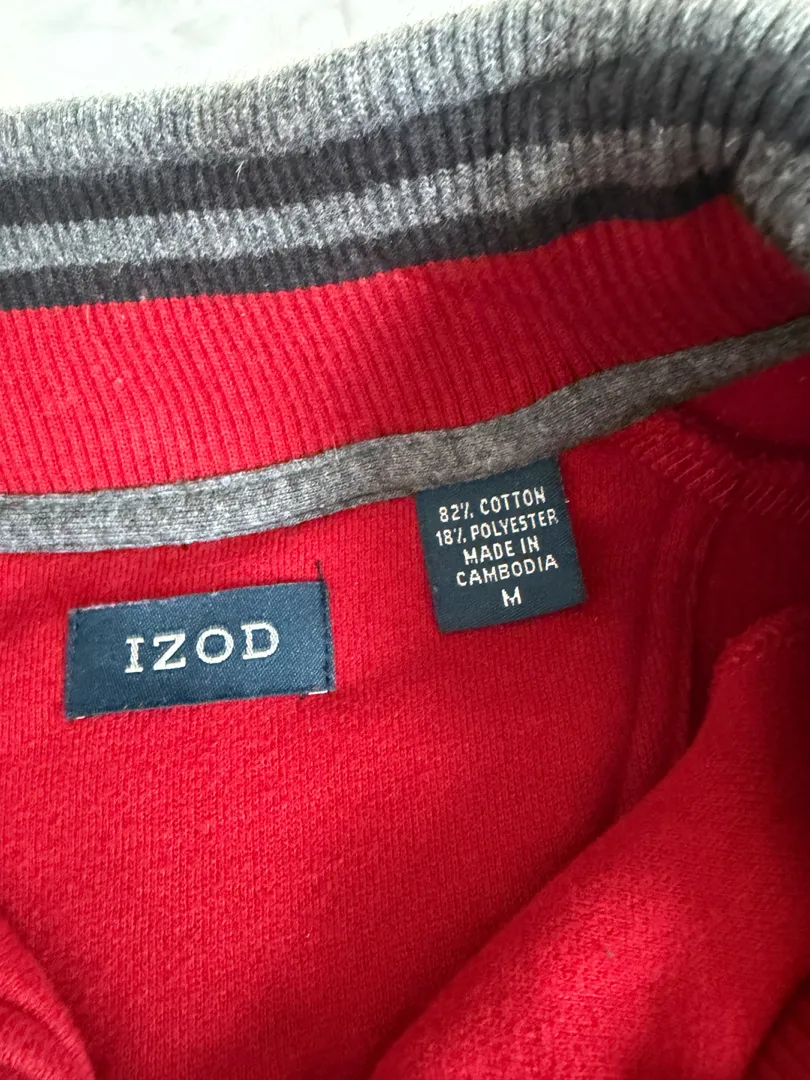 IZOD
82% COTTON
18% POLYESTER
MADE IN
CAMBODIA
M